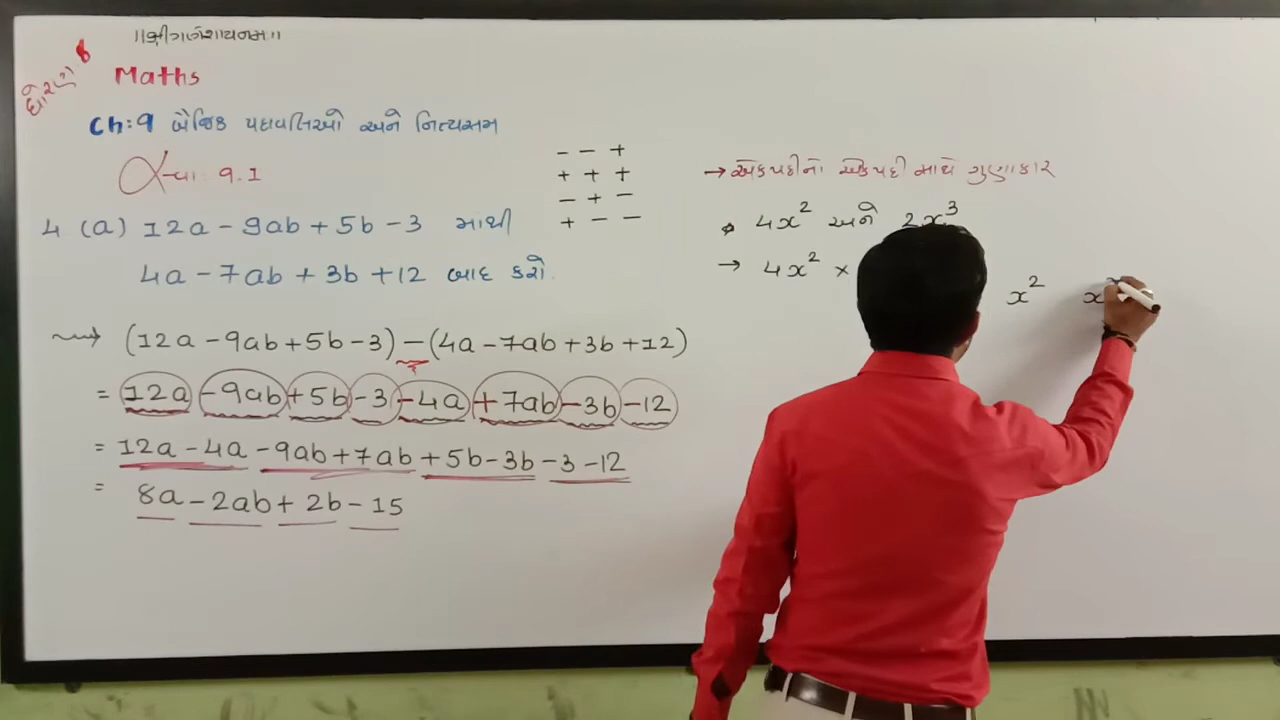 ॥શ્રીગણેશાયનમઃ॥
ધોરણ 8
Maths
Ch:9 બૈજિક પદાવલિઓ અને નિત્યસમ
સ્વા: 9.1
4 (a) 12a - 9ab + 5b - 3 માંથી
4a - 7ab + 3b + 12 બાદ કરો.
(12a - 9ab + 5b - 3) - (4a - 7ab + 3b + 12)
= 12a - 9ab + 5b - 3 - 4a + 7ab - 3b - 12
= 12a - 4a - 9ab + 7ab + 5b - 3b - 3 - 12
= 8a - 2ab + 2b - 15
- - +
+ + +
- + -
+ - -
→ એકપદીનો એકપદી સાથે ગુણાકાર
4x² અને 2x³
→ 4x² ×
x² x